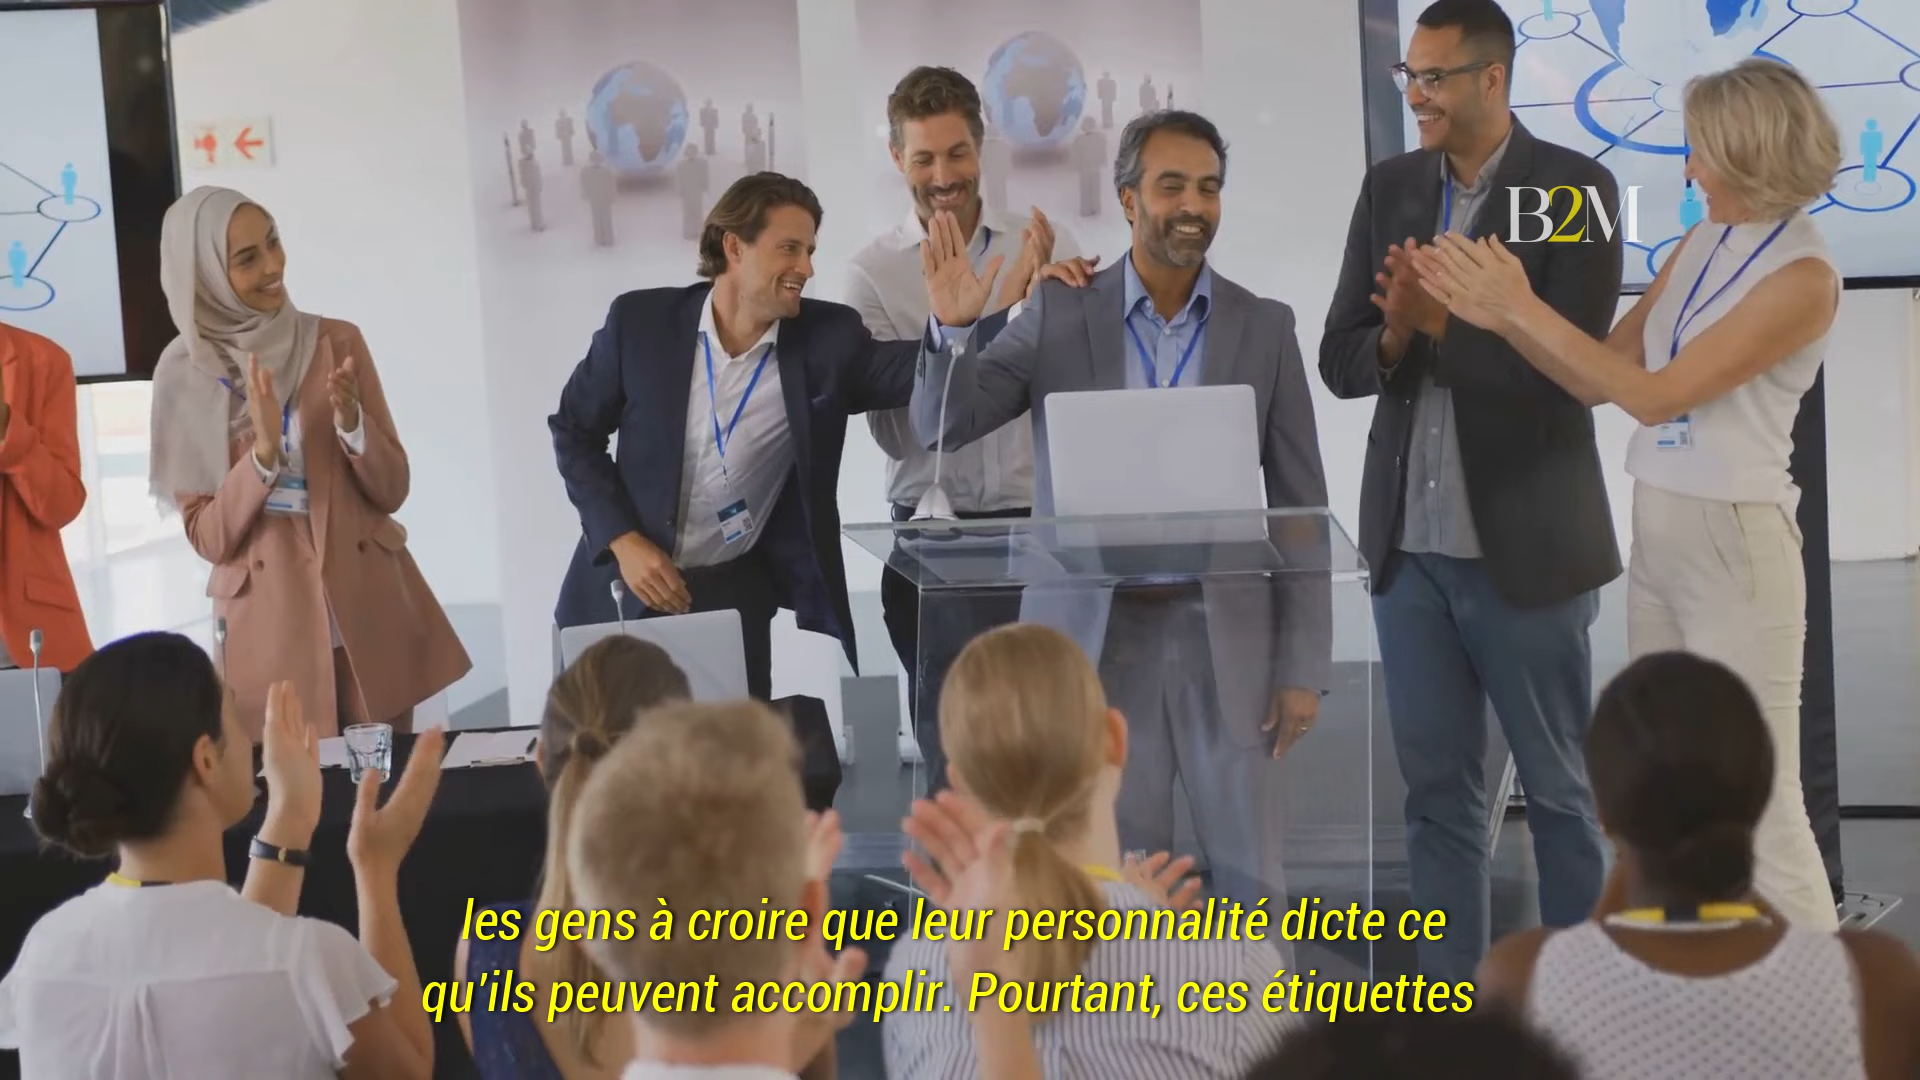 B2M
les gens à croire que leur personnalité dicte ce
qu'ils peuvent accomplir. Pourtant, ces étiquettes